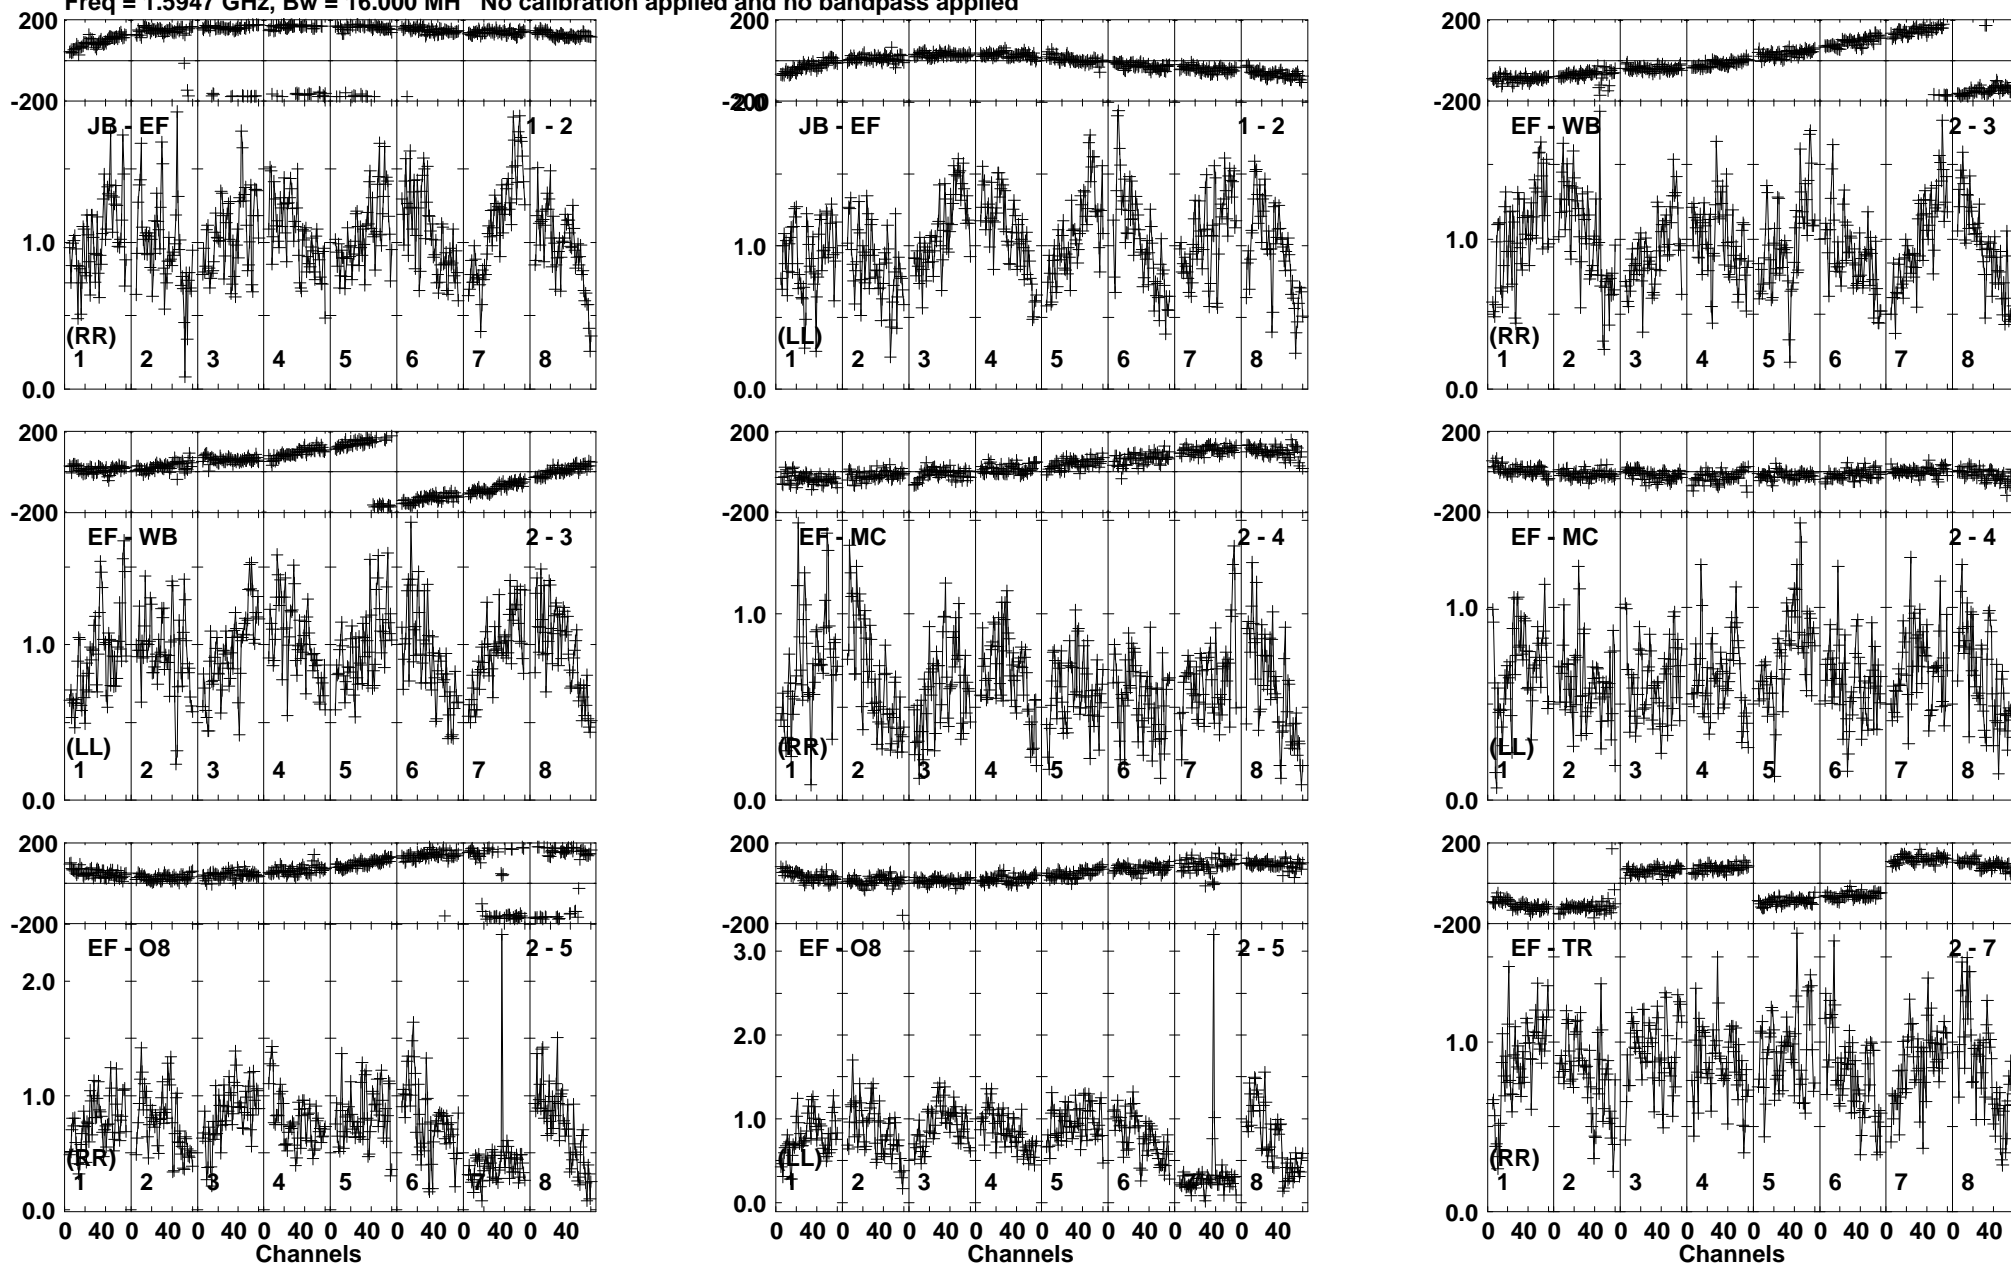 Freq = 1.5947 GHz, Bw = 16.000 MH No calibration applied and no bandpass applied
200 200 200
-200 -200 -200
JB - EF 1 - 2 JB - EF 1 - 2 EF - WB 2 - 3
1.0 1.0 1.0
(RR) (LL) (RR)
1 2 3 4 5 6 7 8 1 2 3 4 5 6 7 8 1 2 3 4 5 6 7 8
0.0 0.0 0.0
200 200 200
-200 -200 -200
EF - WB 2 - 3 EF - MC 2 - 4 EF - MC 2 - 4
1.0 1.0 1.0
(LL) (RR) (LL)
1 2 3 4 5 6 7 8 1 2 3 4 5 6 7 8 1 2 3 4 5 6 7 8
0.0 0.0 0.0
200 200 200
-200 -200 -200
EF - O8 2 - 5 EF - O8 2 - 5 EF - TR 2 - 7
3.0
2.0 2.0
1.0 1.0 1.0
(RR) (LL) (RR)
1 2 3 4 5 6 7 8 1 2 3 4 5 6 8 1 2 3 4 5 6 7 8
0.0 0.0 0.0
0 40 0 40 0 40 0 40 0 40 0 40 0 40 0 40 0 40 0 40 0 40 0 40 0 40 0 40 0 40 0 40 0 40 0 40 0 40 0 40 0 40 0 40 0 40 0 40
Channels Channels Channels